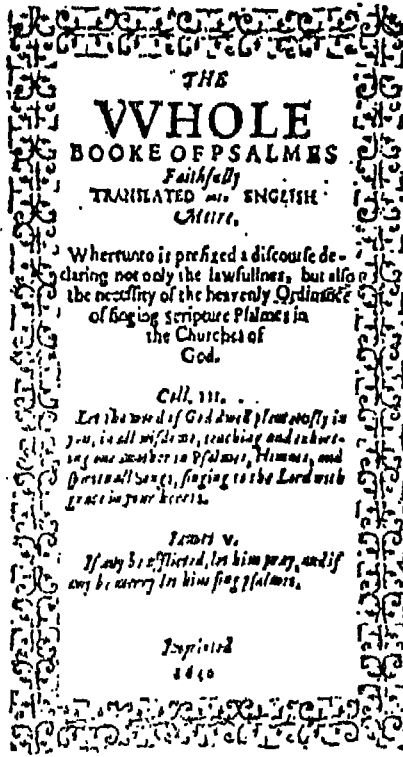 THE
VVHOLE
BOOKE OF PSALMES
Faithfully
TRANSLATED into ENGLISH
Metre.
Whereunto is prefixed a discourse de-
claring not only the lawfullnes, but also
the necessity of the heavenly Ordinance
of singing scripture Psalmes in
the Churches of
God.
Coll. III.
Let the word of God dwell plenteously in
you, in all wisdome, teaching and exhort-
ing one another in Psalmes, Himnes, and
spirituall Songs, singing to the Lord with
grace in your hearts.
Iames V.
If any be afflicted, let him pray, and if
any be merry let him sing psalmes.
Imprinted
1640